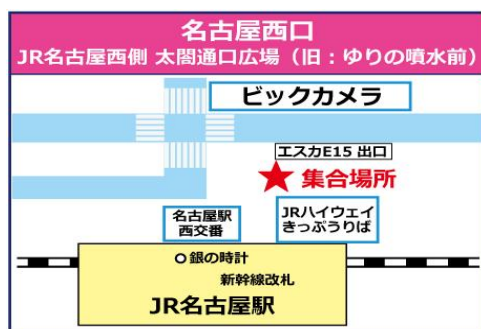 名古屋西口
JR名古屋西側 太閤通口広場（旧：ゆりの噴水前）
ビックカメラ
エスカE15 出口
集合場所
名古屋駅
西交番
JRハイウェイ
きっぷうりば
銀の時計
新幹線改札
JR名古屋駅